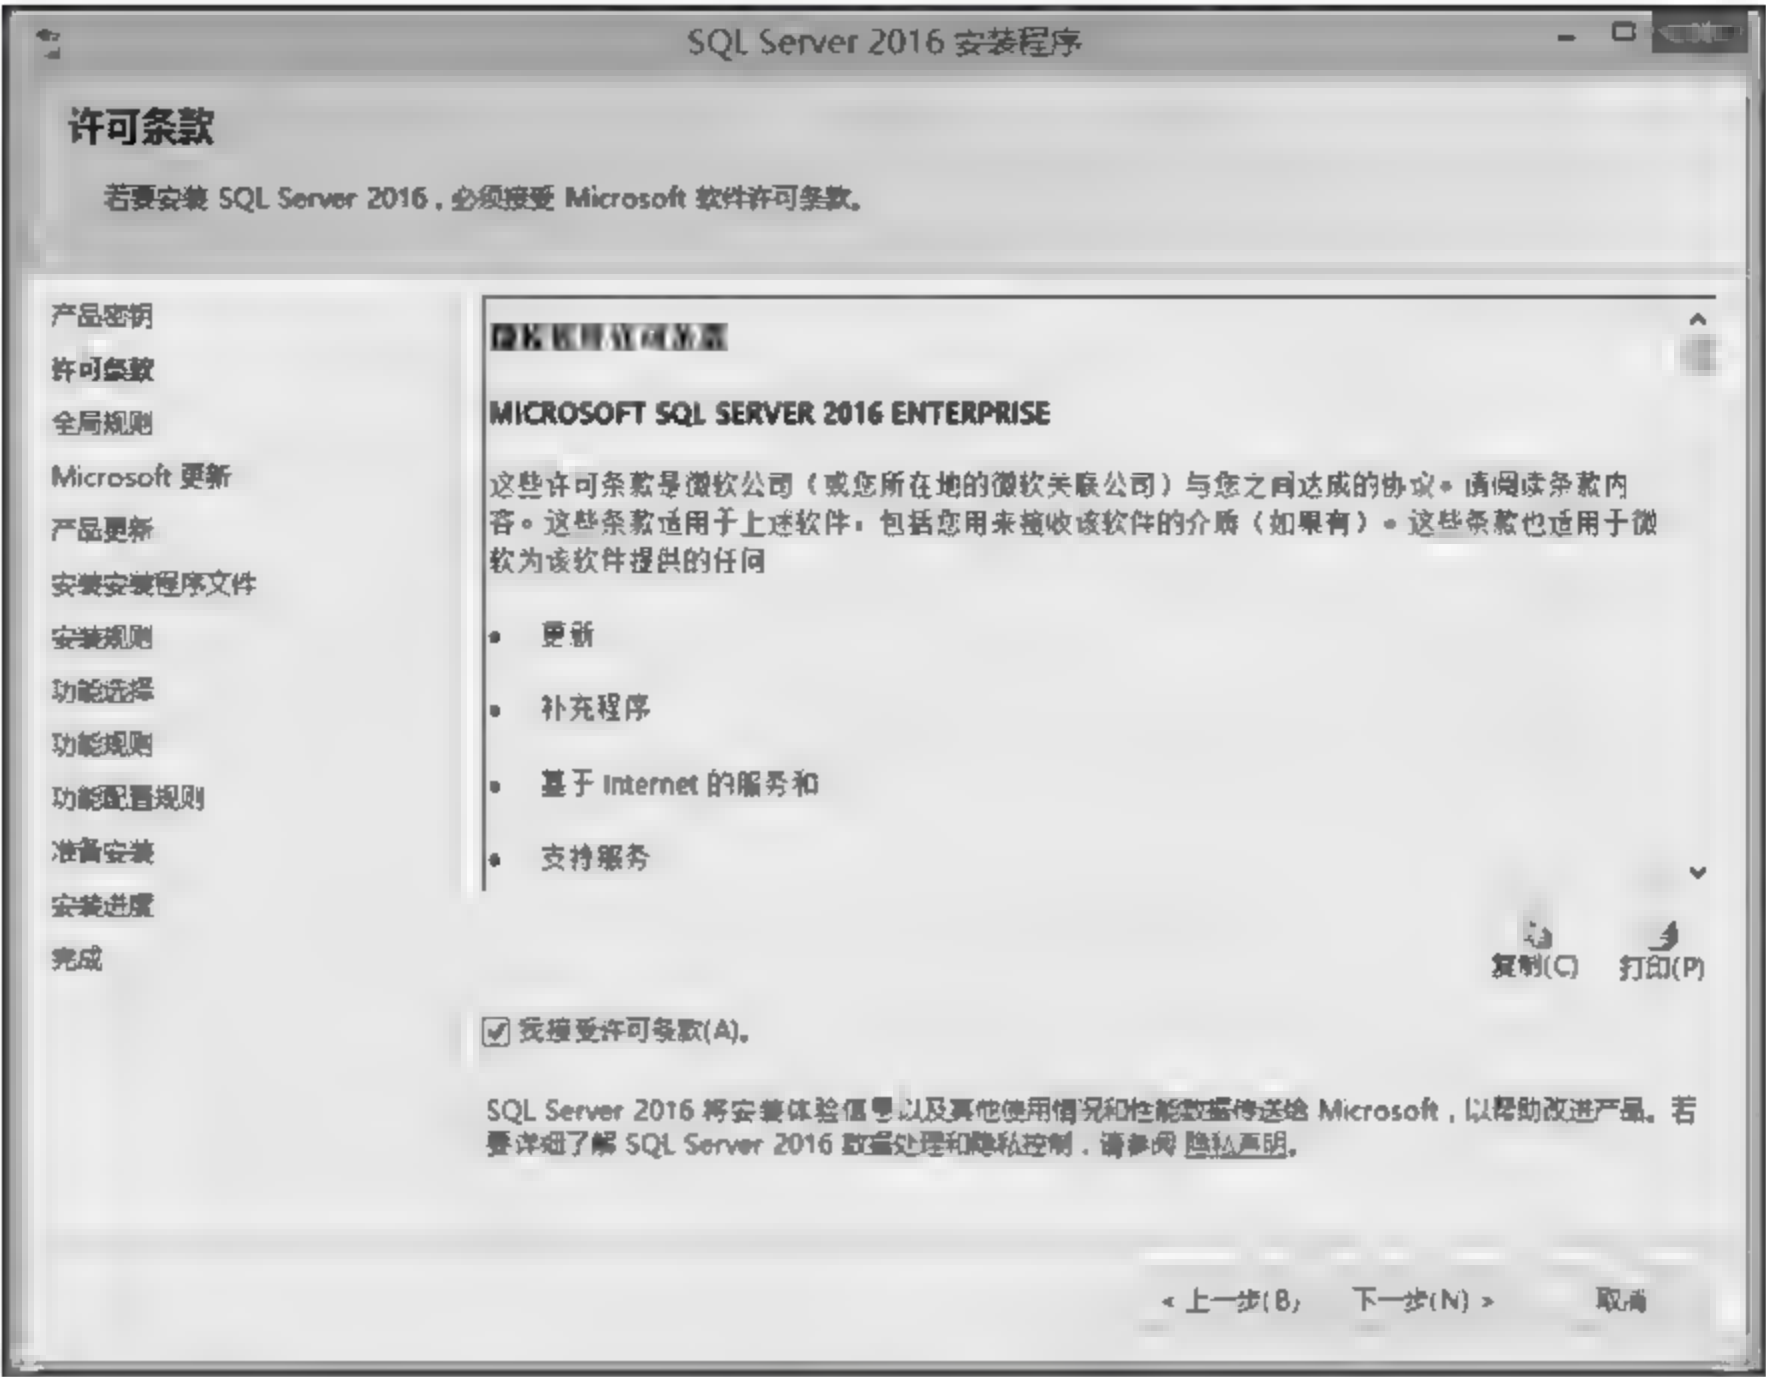 SQL Server 2016 安装程序
许可条款
若要安装 SQL Server 2016，必须接受 Microsoft 软件许可条款。
产品密钥
许可条款
全局规则
Microsoft 更新
产品更新
安装安装程序文件
安装规则
功能选择
功能规则
功能配置规则
准备安装
安装进度
完成
MICROSOFT SQL SERVER 2016 ENTERPRISE
这些许可条款是微软公司（或您所在地的微软关联公司）与您之间达成的协议。请阅读条款内
容。这些条款适用于上述软件，包括您用来接收该软件的介质（如果有）。这些条款也适用于微
软为该软件提供的任何
• 更新
• 补充程序
• 基于 Internet 的服务和
• 支持服务
复制(C) 打印(P)
我接受许可条款(A)。
SQL Server 2016 将安装体验信息以及其他使用情况和性能数据传送给 Microsoft，以帮助改进产品。若
要详细了解 SQL Server 2016 数据处理和隐私控制，请参阅 隐私声明。
< 上一步(B) 下一步(N) > 取消